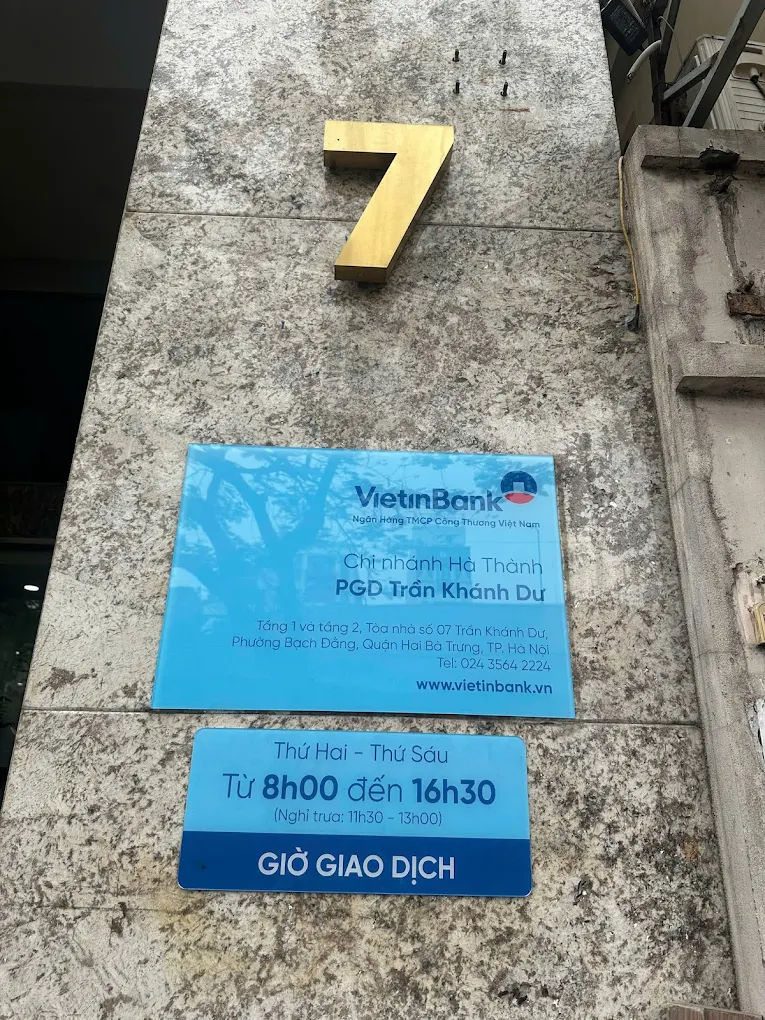 7
VietinBank
Ngân Hàng TMCP Công Thương Việt Nam
Chi nhánh Hà Thành
PGD Trần Khánh Dư
Tầng 1 và tầng 2, Tòa nhà số 07 Trần Khánh Dư,
Phường Bạch Đằng, Quận Hai Bà Trưng, TP. Hà Nội
Tel: 024 3564 2224
www.vietinbank.vn
Thứ Hai - Thứ Sáu
Từ 8h00 đến 16h30
(Nghỉ trưa: 11h30 - 13h00)
GIỜ GIAO DỊCH